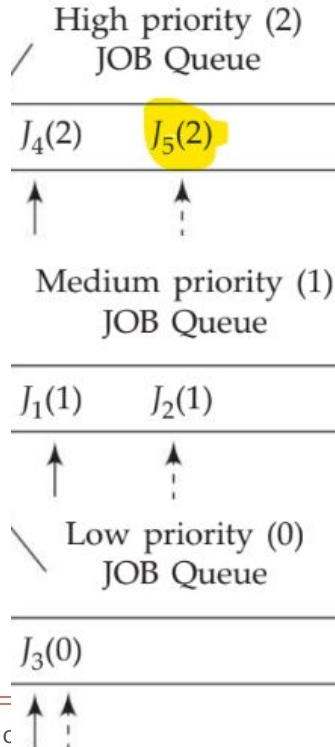 High priority (2)
JOB Queue
J₄(2) J₅(2)
Medium priority (1)
JOB Queue
J₁(1) J₂(1)
Low priority (0)
JOB Queue
J₃(0)